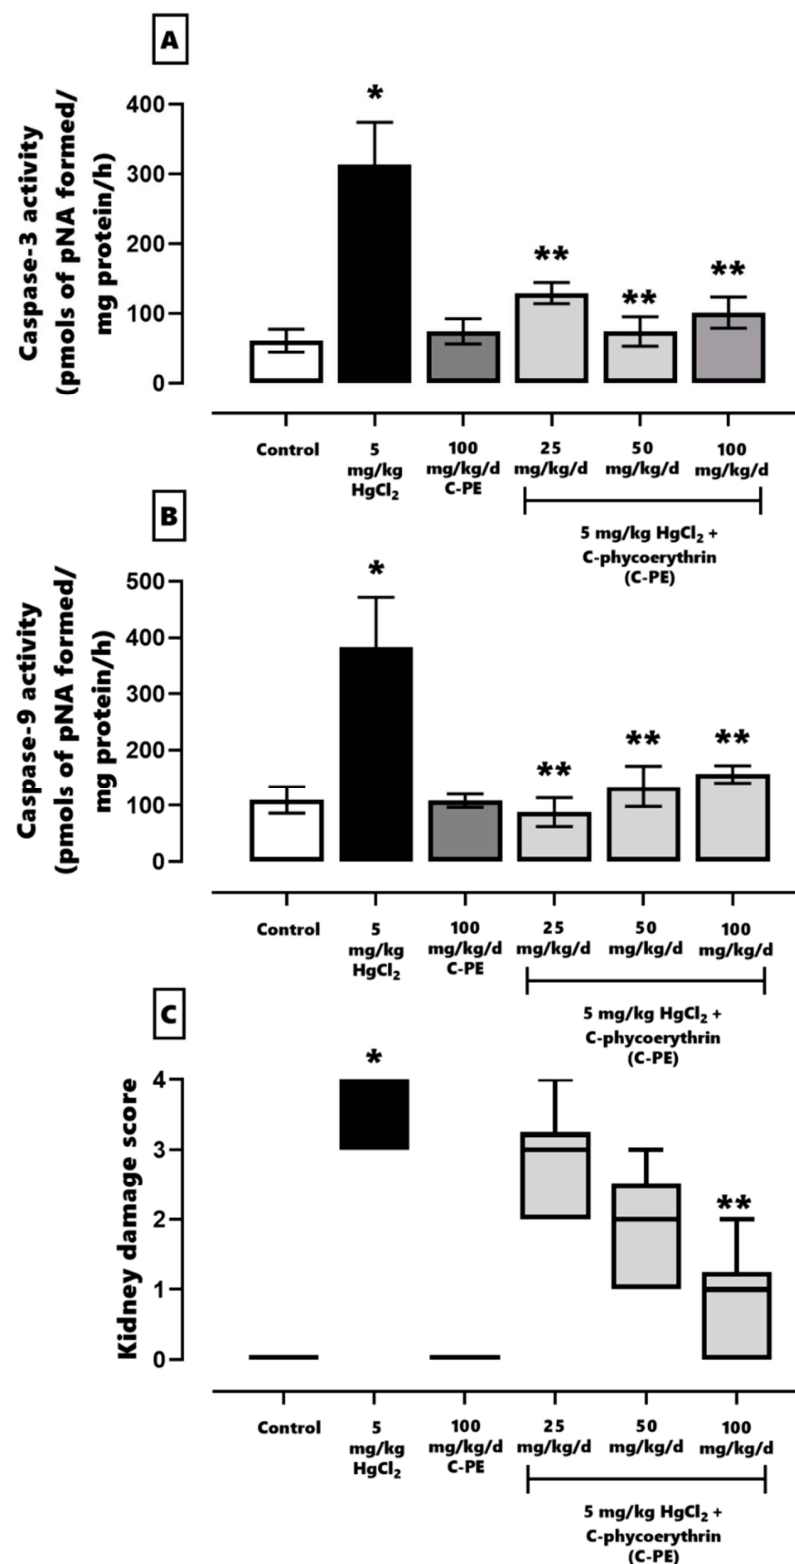 A
Caspase-3 activity
(pmols of pNA formed/
mg protein/h)
400
300
200
100
0
*
**
**
**
Control
5
mg/kg
HgCl₂
100
mg/kg/d
C-PE
25
mg/kg/d
50
mg/kg/d
100
mg/kg/d
5 mg/kg HgCl₂ +
C-phycoerythrin
(C-PE)
B
Caspase-9 activity
(pmols of pNA formed/
mg protein/h)
500
400
300
200
100
0
*
**
**
**
Control
5
mg/kg
HgCl₂
100
mg/kg/d
C-PE
25
mg/kg/d
50
mg/kg/d
100
mg/kg/d
5 mg/kg HgCl₂ +
C-phycoerythrin
(C-PE)
C
Kidney damage score
4
3
2
1
0
*
**
Control
5
mg/kg
HgCl₂
100
mg/kg/d
C-PE
25
mg/kg/d
50
mg/kg/d
100
mg/kg/d
5 mg/kg HgCl₂ +
C-phycoerythrin
(C-PE)